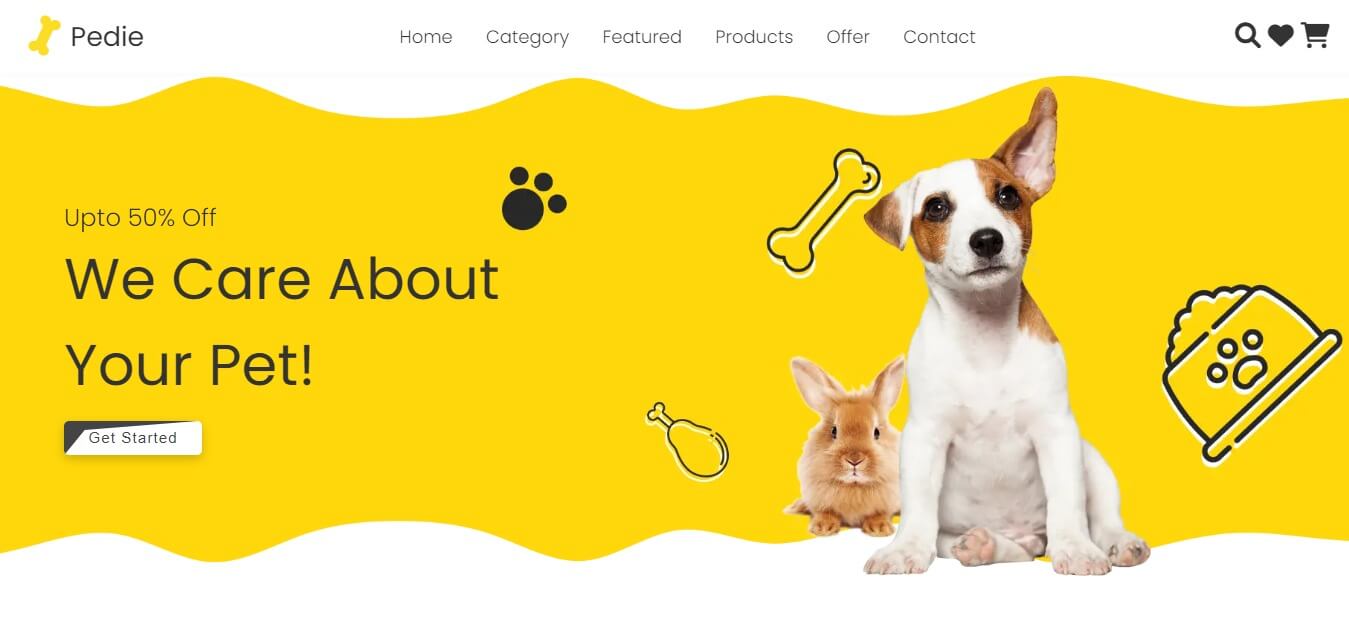 Pedie
Home Category Featured Products Offer Contact
Upto 50% Off
We Care About
Your Pet!
Get Started